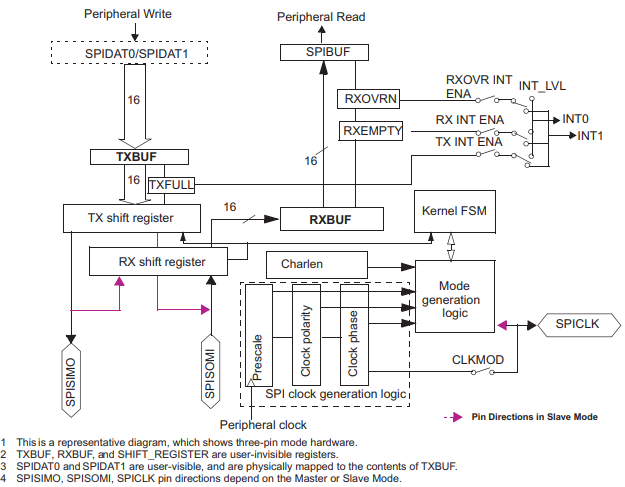 Peripheral Write
Peripheral Read
SPIDAT0/SPIDAT1
SPIBUF
RXOVR INT
ENA
INT_LVL
16
RXOVRN
RX INT ENA
INT0
RXEMPTY
TX INT ENA
INT1
TXBUF
16
16
TXFULL
TX shift register
16
RXBUF
Kernel FSM
RX shift register
Charlen
Mode
generation
logic
Prescale
Clock polarity
Clock phase
SPICLK
SPISIMO
SPISOMI
CLKMOD
SPI clock generation logic
Peripheral clock
Pin Directions in Slave Mode
1 This is a representative diagram, which shows three-pin mode hardware.
2 TXBUF, RXBUF, and SHIFT_REGISTER are user-invisible registers.
3 SPIDAT0 and SPIDAT1 are user-visible, and are physically mapped to the contents of TXBUF.
4 SPISIMO, SPISOMI, SPICLK pin directions depend on the Master or Slave Mode.